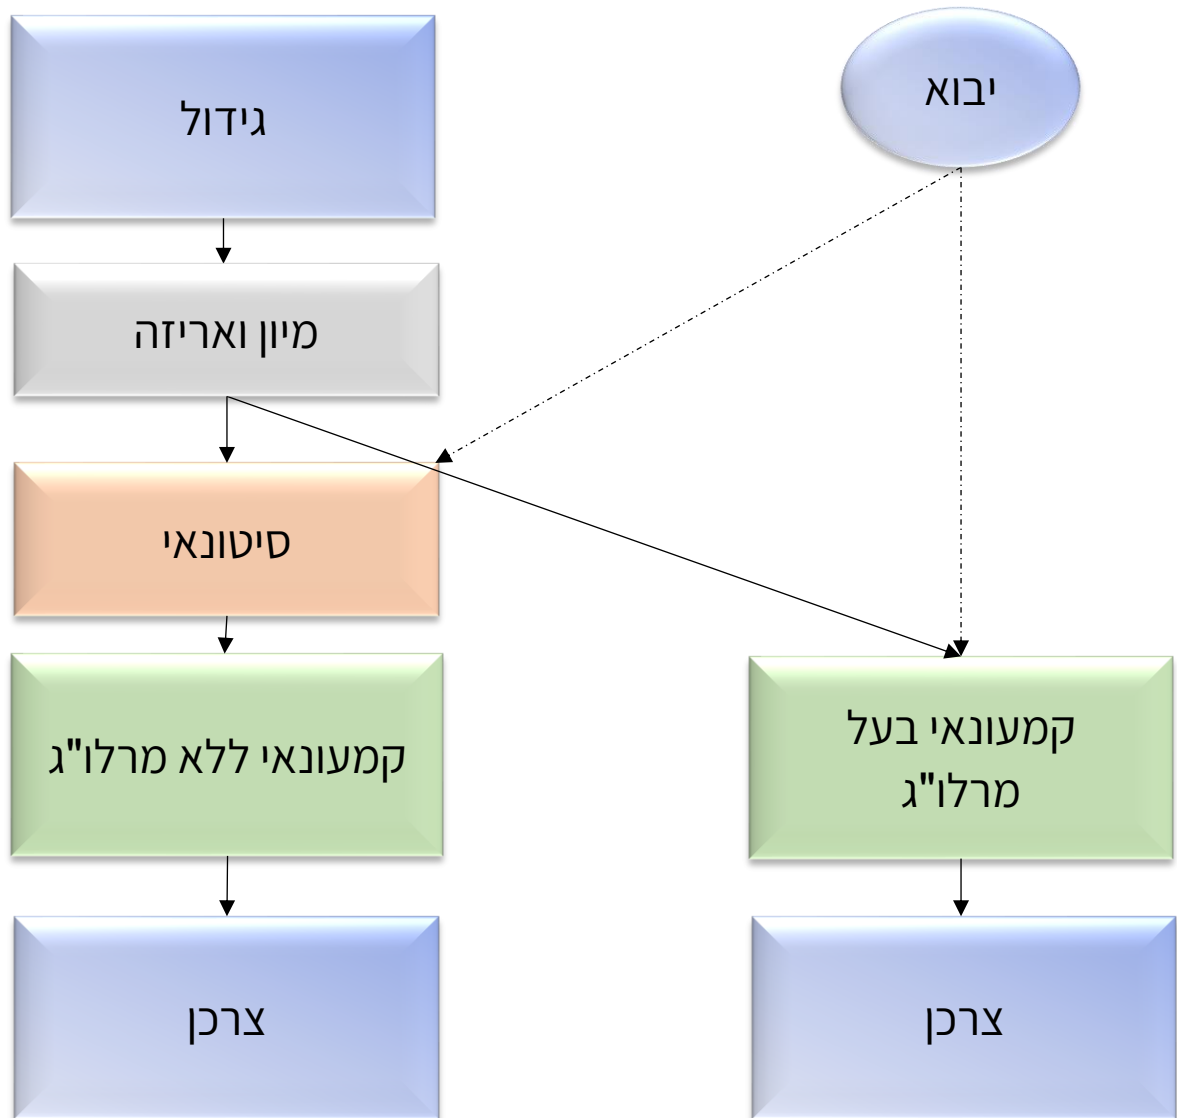 גידול
יבוא
מיון ואריזה
סיטונאי
קמעונאי ללא מרלו"ג
קמעונאי בעל
מרלו"ג
צרכן
צרכן